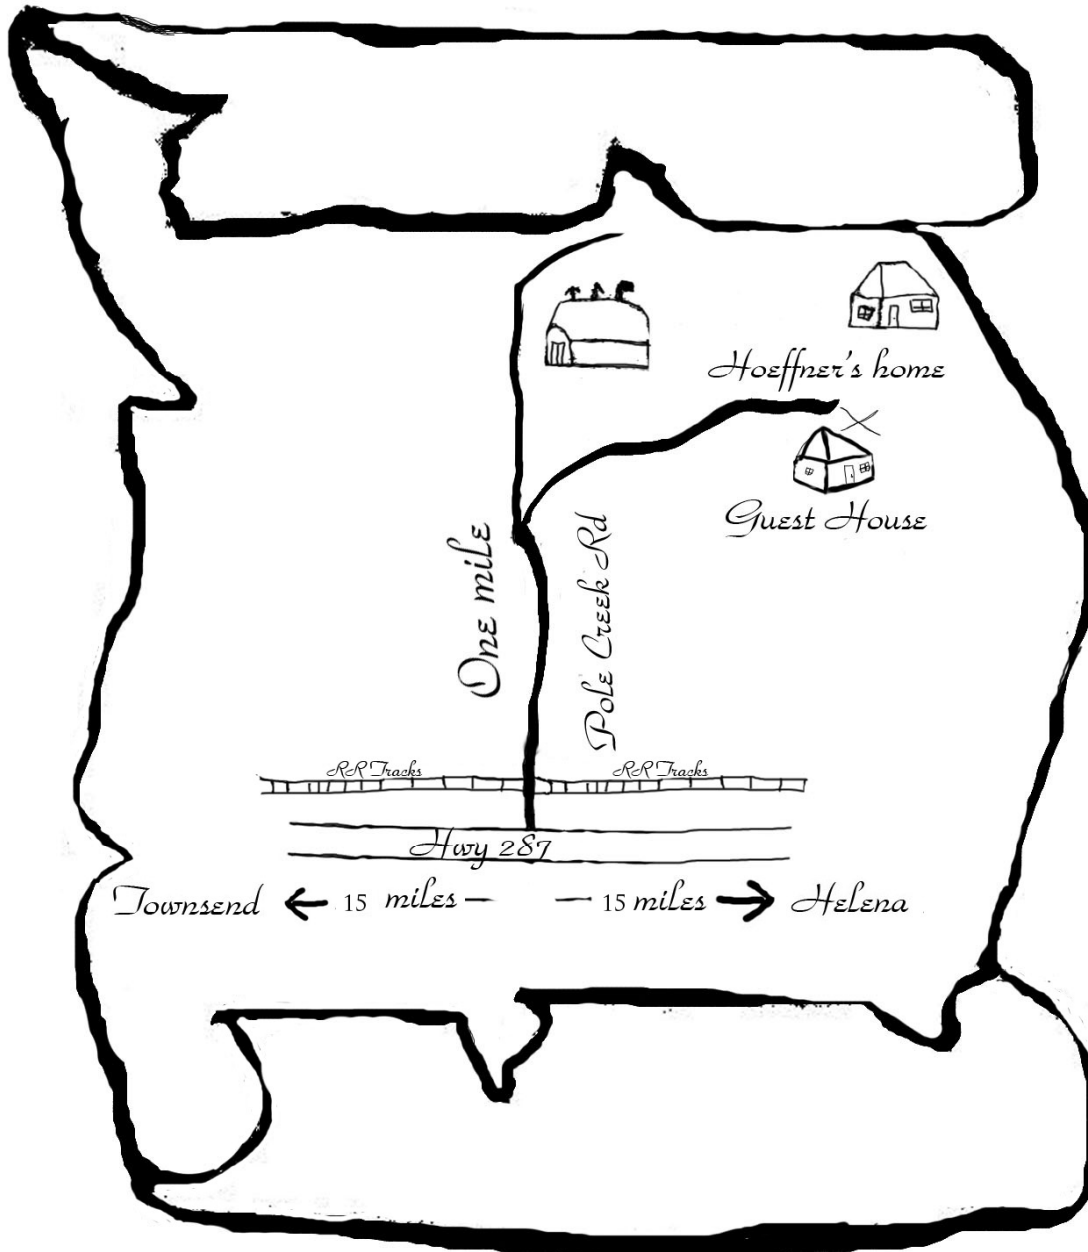 Hoeffner's home
Guest House
One mile
Pole Creek Rd
RR Tracks
RR Tracks
Hwy 287
Townsend
15 miles
15 miles
Helena